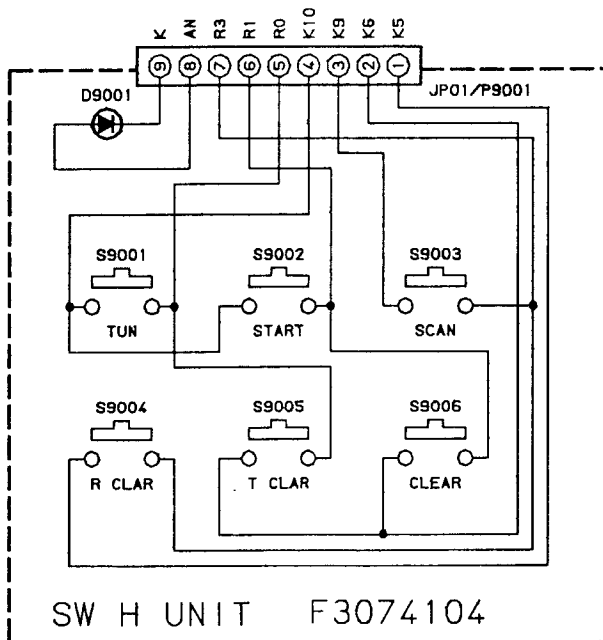 K AN R3 R1 R0 K10 K9 K6 K5
9 8 7 6 5 4 3 2 1
D9001 JP01/P9001
S9001 S9002 S9003
TUN START SCAN
S9004 S9005 S9006
R CLAR T CLAR CLEAR
SW H UNIT F3074104